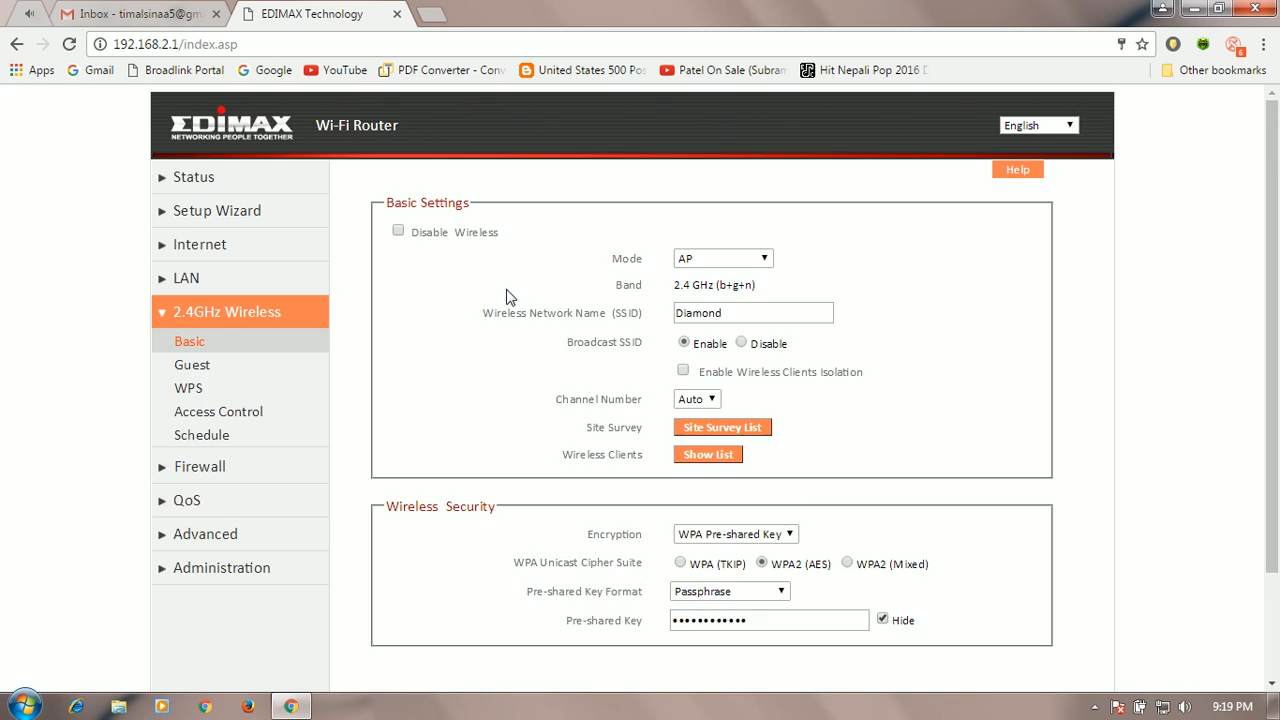 Inbox - timalsinaa5@gm
EDIMAX Technology
192.168.2.1/index.asp
6
Apps
Gmail
Broadlink Portal
Google
YouTube
PDF Converter - Conv
United States 500 Pos
Patel On Sale (Subram
Hit Nepali Pop 2016 D
Other bookmarks
EDIMAX
NETWORKING PEOPLE TOGETHER
Wi-Fi Router
English
Status
Setup Wizard
Internet
LAN
2.4GHz Wireless
Basic
Guest
WPS
Access Control
Schedule
Firewall
QoS
Advanced
Administration
Help
Basic Settings
Disable Wireless
Mode AP
Band 2.4 GHz (b+g+n)
Wireless Network Name (SSID) Diamond
Broadcast SSID Enable Disable
Enable Wireless Clients Isolation
Channel Number Auto
Site Survey Site Survey List
Wireless Clients Show List
Wireless Security
Encryption WPA Pre-shared Key
WPA Unicast Cipher Suite WPA (TKIP) WPA2 (AES) WPA2 (Mixed)
Pre-shared Key Format Passphrase
Pre-shared Key •••••••••••• Hide
9:19 PM